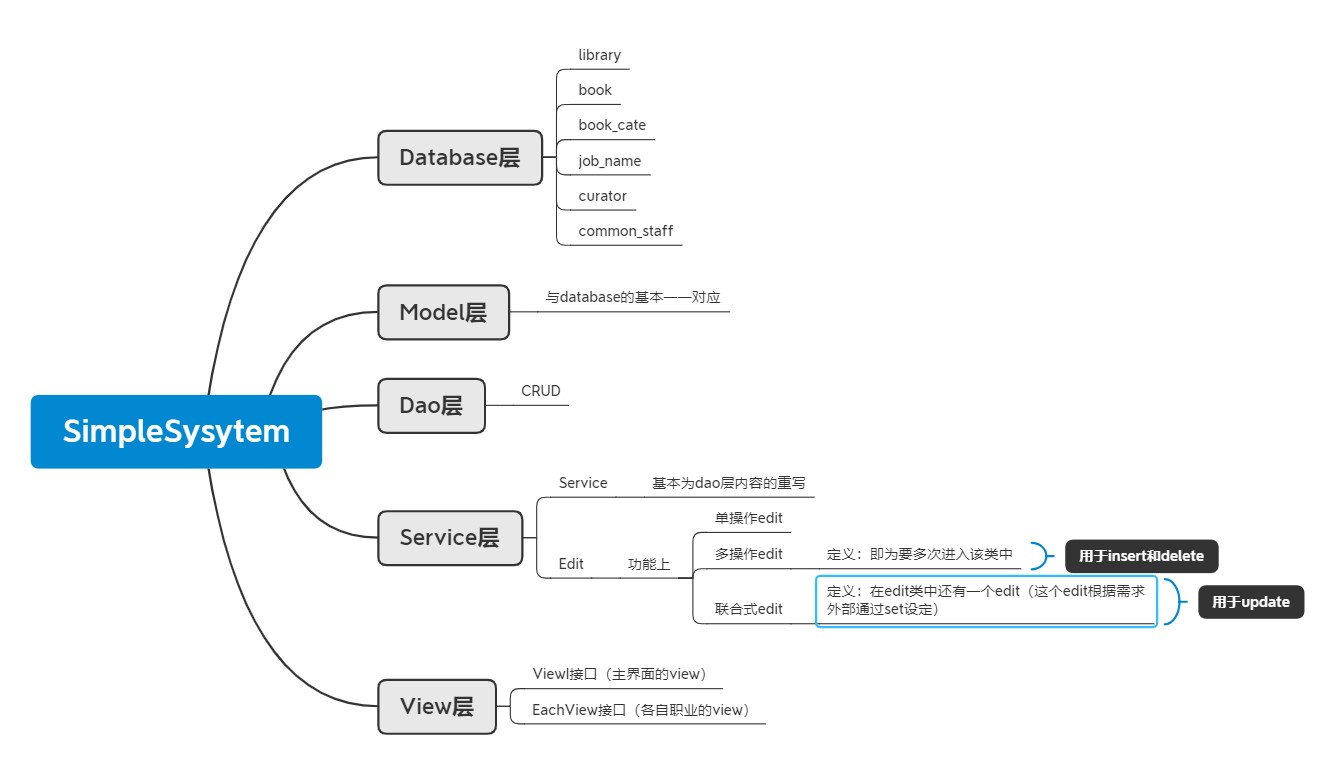 library
book
book_cate
Database层
job_name
curator
common_staff
Model层
与database的基本一一对应
Dao层
CRUD
SimpleSysytem
Service层
Service
基本为dao层内容的重写
Edit
功能上
单操作edit
多操作edit
定义：即为要多次进入该类中
用于insert和delete
联合式edit
定义：在edit类中还有一个edit（这个edit根据需求
外部通过set设定）
用于update
View层
ViewI接口（主界面的view）
EachView接口（各自职业的view）